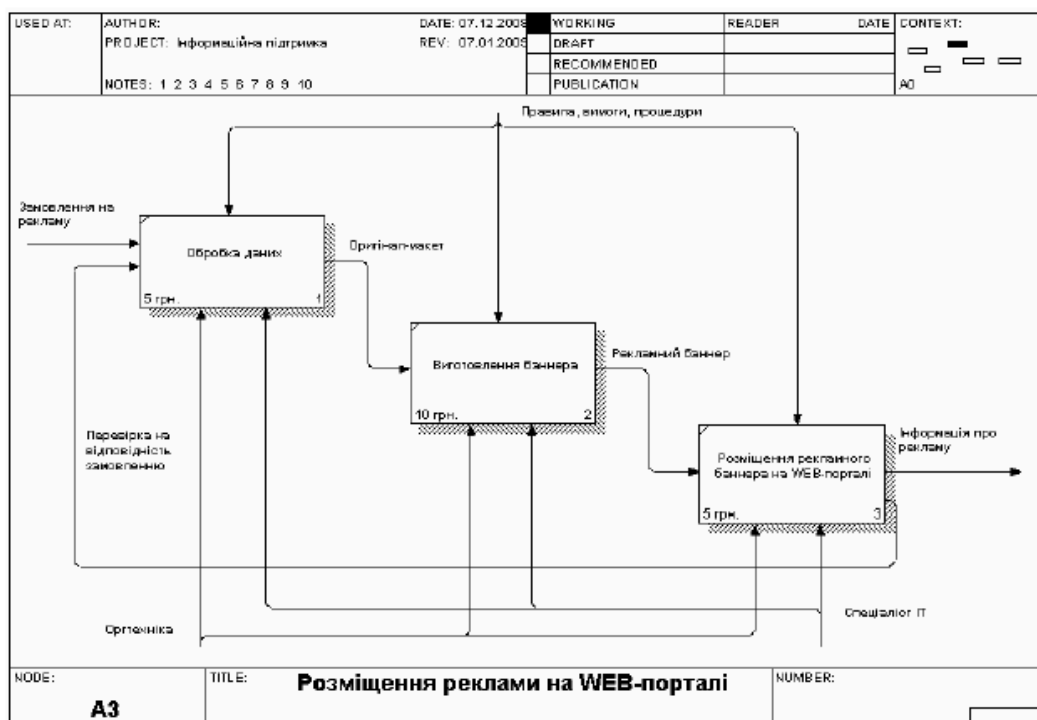 USED AT:
AUTHOR:
DATE: 07.12.2008
WORKING
READER
DATE
CONTEXT:
PROJECT: Інформаційна підтримка
REV: 07.01.2009
DRAFT
RECOMMENDED
NOTES: 1 2 3 4 5 6 7 8 9 10
PUBLICATION
A0
Правила, вимоги, процедури
Замовлення на
рекламу
Обробка даних
5 грн.
1
Оригінал-макет
Виготовлення баннера
10 грн.
2
Рекламний баннер
Перевірка на
відповідність
замовленню
Розміщення рекламного
баннера на WEB-порталі
5 грн.
3
Інформація про
рекламу
Оргтехніка
Спеціаліст ІТ
NODE:
A3
TITLE:
Розміщення реклами на WEB-порталі
NUMBER: